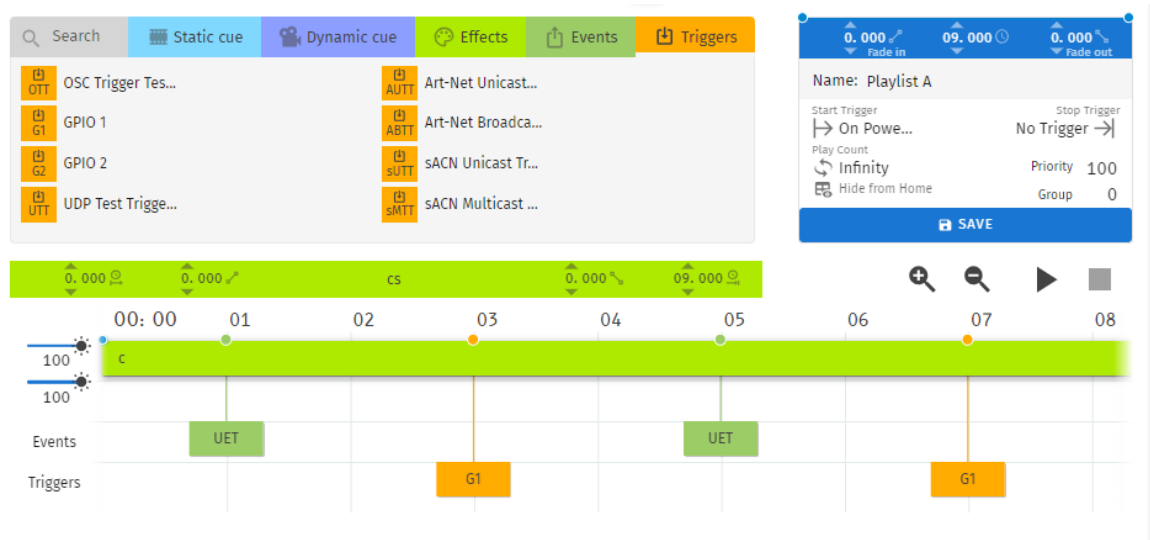 Search Static cue Dynamic cue Effects Events Triggers
OTT OSC Trigger Tes...
AUTT Art-Net Unicast...
G1 GPIO 1
ABTT Art-Net Broadca...
G2 GPIO 2
sUTT sACN Unicast Tr...
UTT UDP Test Trigge...
sMTT sACN Multicast ...
0. 000 09. 000 0. 000
Fade in Fade out
Name: Playlist A
Start Trigger Stop Trigger
On Powe... No Trigger
Play Count
Infinity Priority 100
Hide from Home Group 0
SAVE
0. 000 0. 000 cs 0. 000 09. 000
00: 00 01 02 03 04 05 06 07 08
100 c
100
Events UET UET
Triggers G1 G1